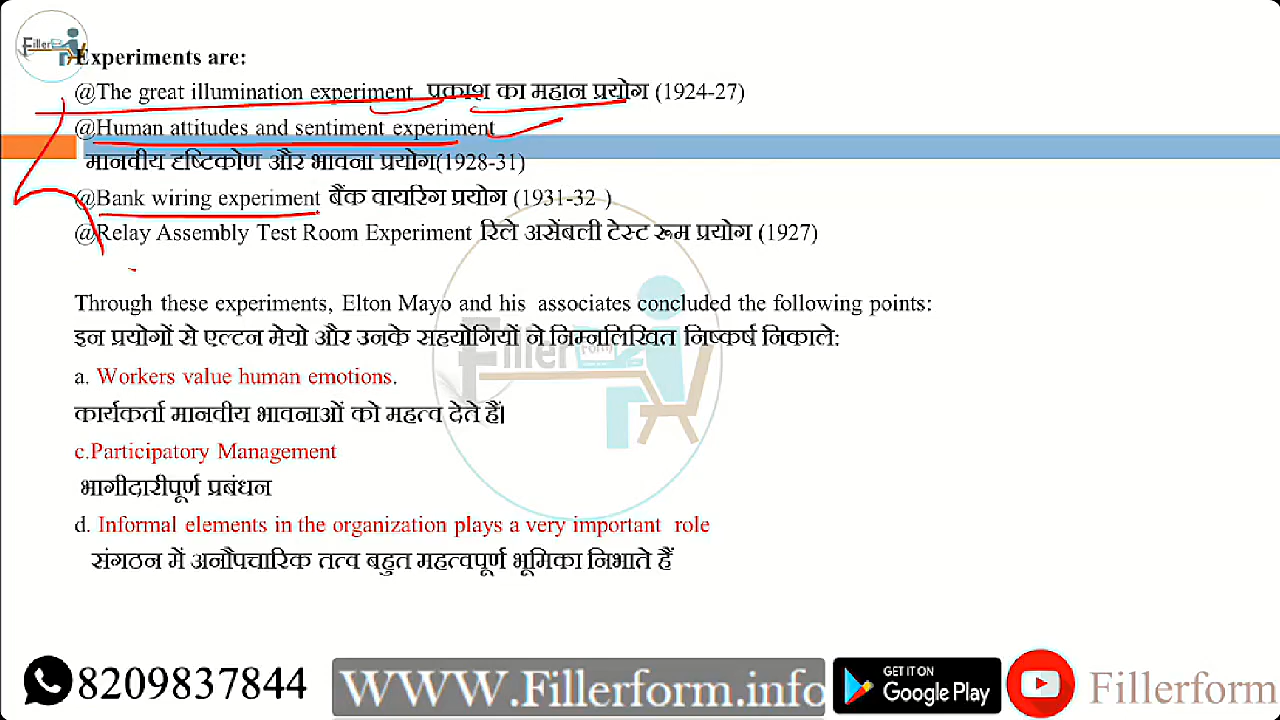 Filler
Experiments are:
@The great illumination experiment प्रकाश का महान प्रयोग (1924-27)
@Human attitudes and sentiment experiment
मानवीय दृष्टिकोण और भावना प्रयोग(1928-31)
@Bank wiring experiment बैंक वायरिंग प्रयोग (1931-32 )
@Relay Assembly Test Room Experiment रिले असेंबली टेस्ट रूम प्रयोग (1927)
Through these experiments, Elton Mayo and his associates concluded the following points:
इन प्रयोगों से एल्टन मेयो और उनके सहयोगियों ने निम्नलिखित निष्कर्ष निकाले:
Filler Form
a. Workers value human emotions.
कार्यकर्ता मानवीय भावनाओं को महत्व देते हैं।
c.Participatory Management
भागीदारीपूर्ण प्रबंधन
d. Informal elements in the organization plays a very important role
संगठन में अनौपचारिक तत्व बहुत महत्वपूर्ण भूमिका निभाते हैं
8209837844 WWW.Fillerform.info GET IT ON Google Play Fillerform